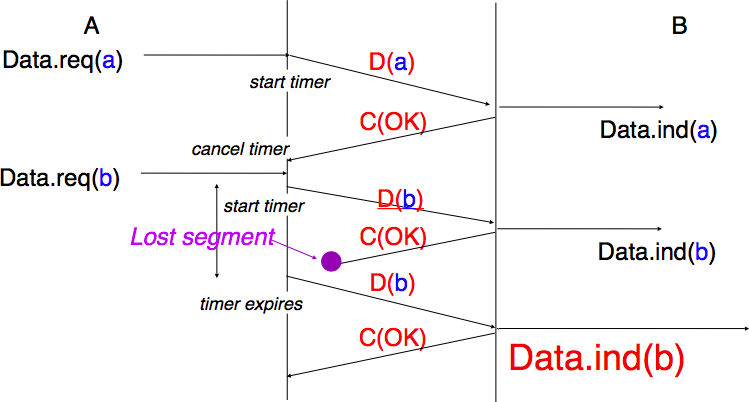 A
B
Data.req(a)
D(a)
start timer
C(OK)
Data.ind(a)
cancel timer
Data.req(b)
D(b)
start timer
Lost segment
C(OK)
Data.ind(b)
D(b)
timer expires
C(OK)
Data.ind(b)